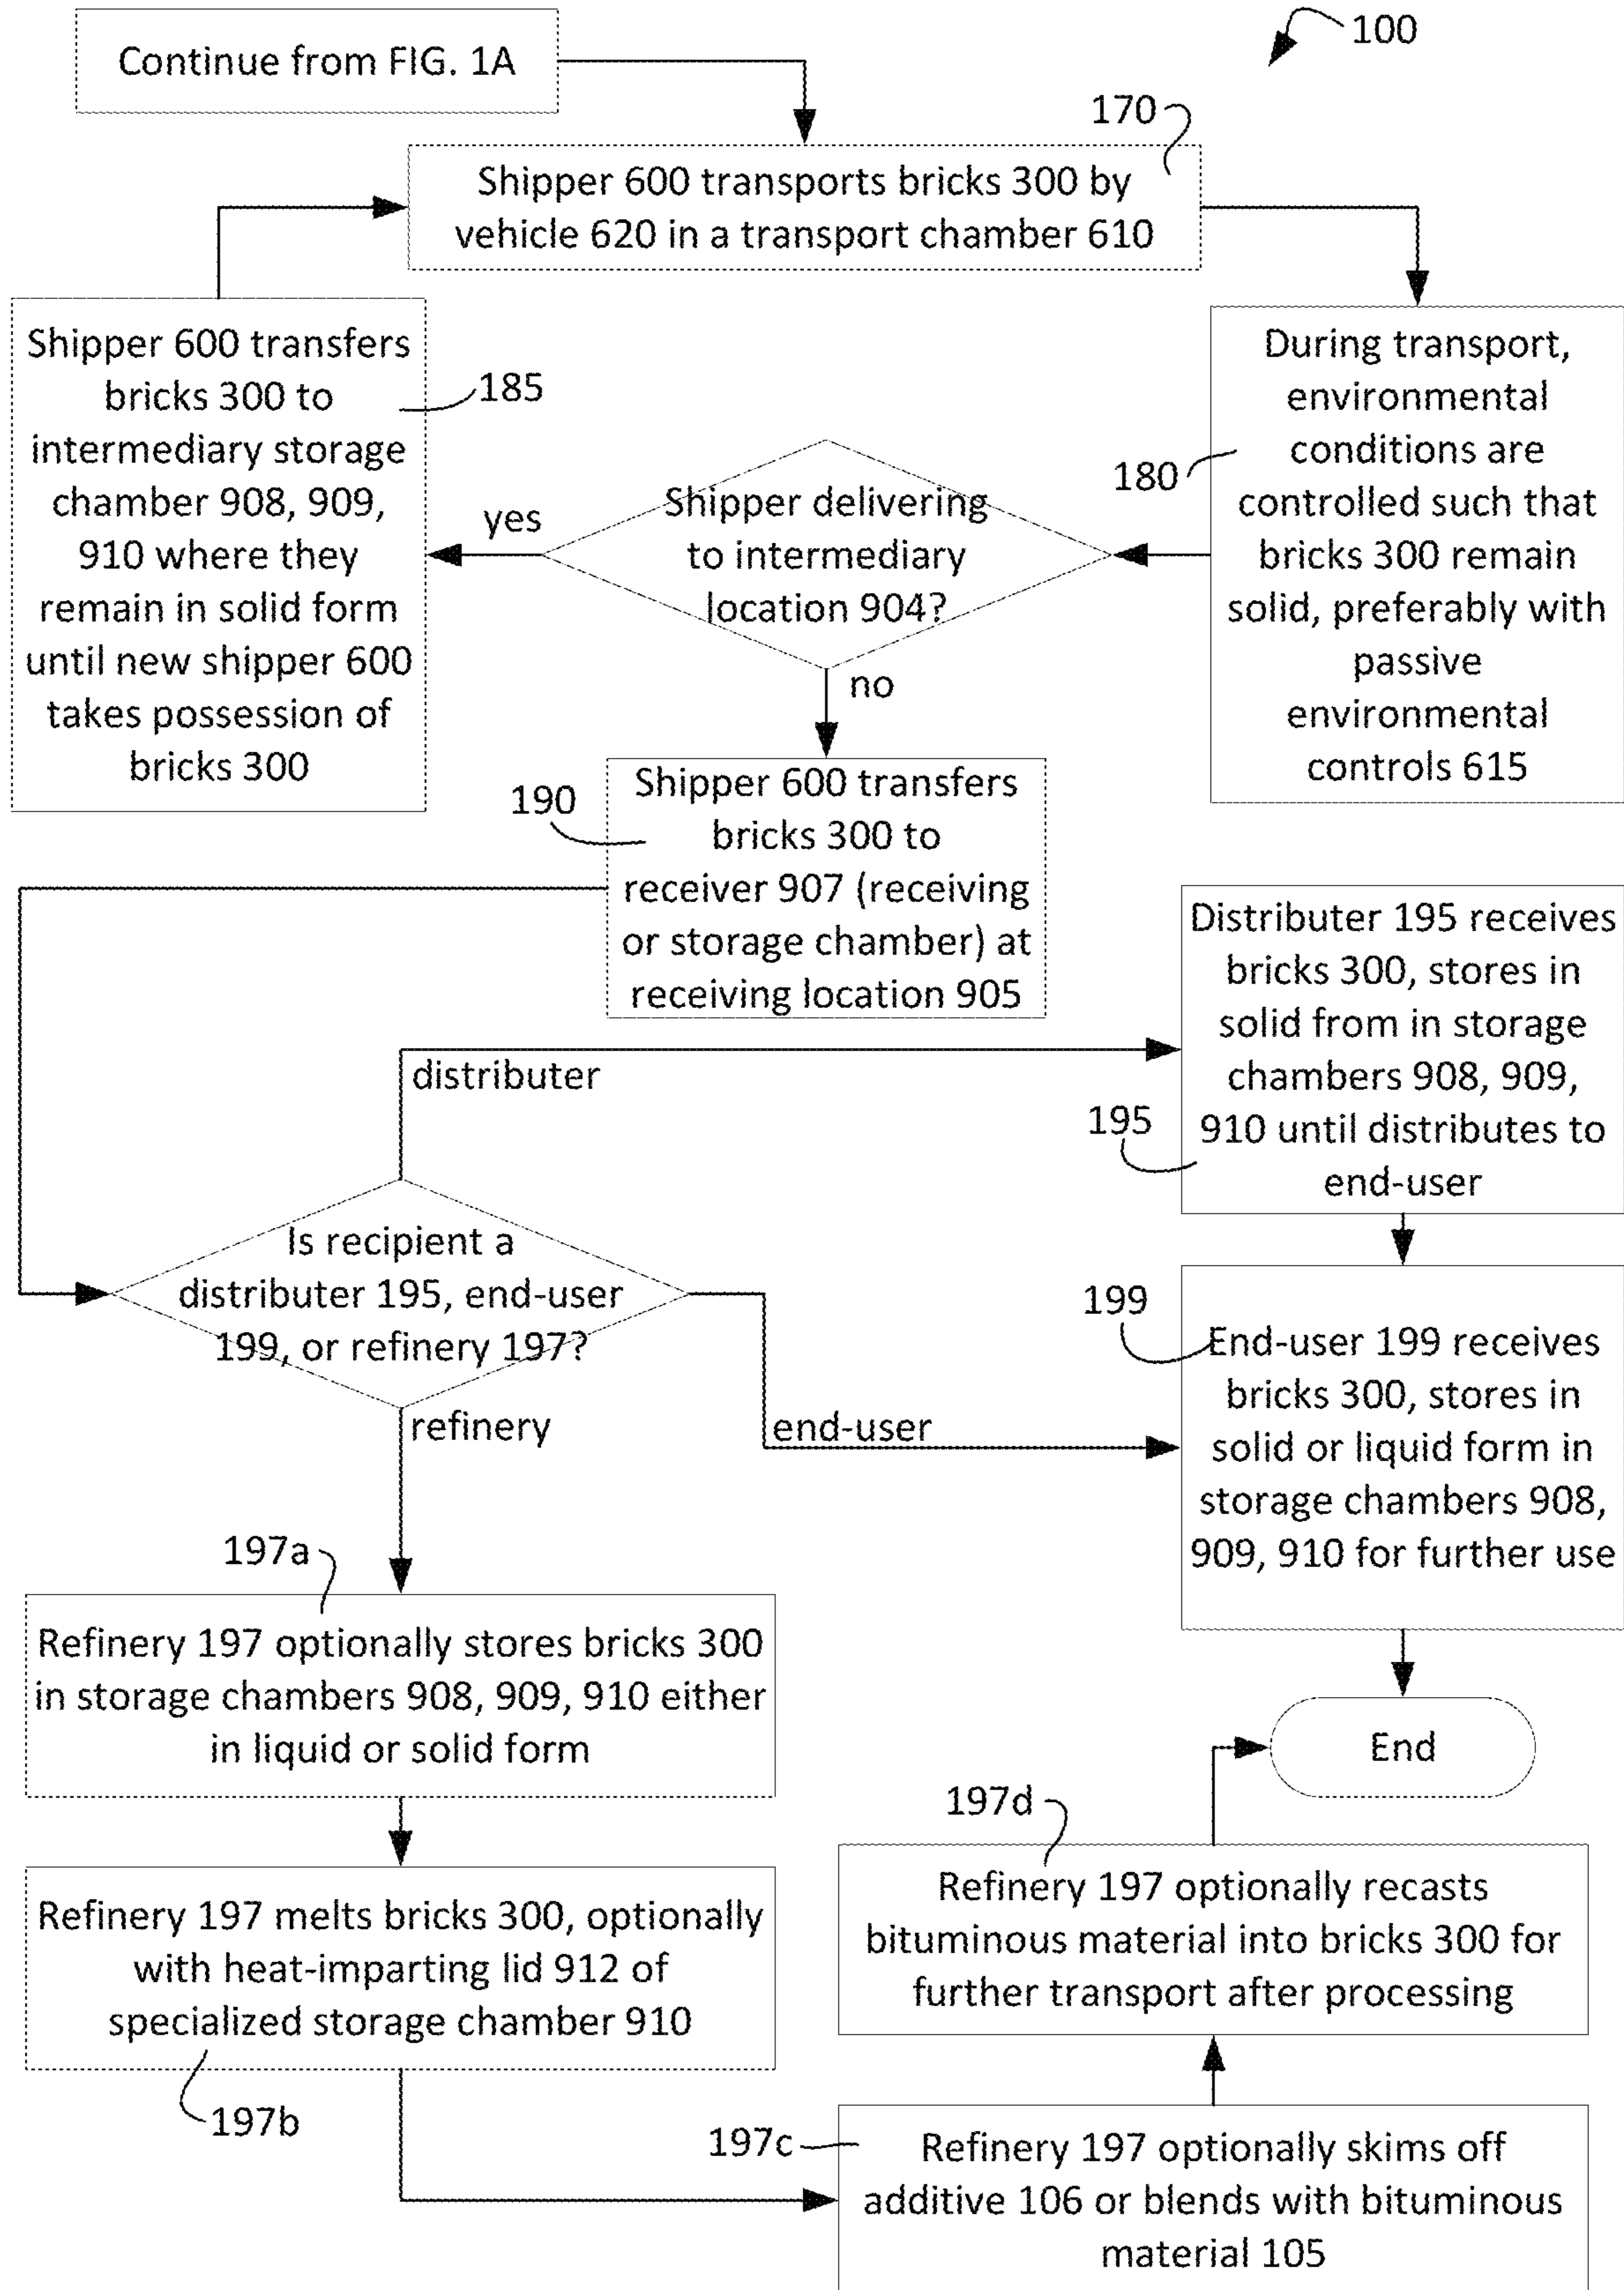 Continue from FIG. 1A
100
170
Shipper 600 transports bricks 300 by
vehicle 620 in a transport chamber 610
Shipper 600 transfers
bricks 300 to
intermediary storage
chamber 908, 909,
910 where they
remain in solid form
until new shipper 600
takes possession of
bricks 300
185
yes
Shipper delivering
to intermediary
location 904?
no
180
During transport,
environmental
conditions are
controlled such that
bricks 300 remain
solid, preferably with
passive
environmental
controls 615
190
Shipper 600 transfers
bricks 300 to
receiver 907 (receiving
or storage chamber) at
receiving location 905
distributer
195
Distributer 195 receives
bricks 300, stores in
solid from in storage
chambers 908, 909,
910 until distributes to
end-user
Is recipient a
distributer 195, end-user
199, or refinery 197?
refinery
end-user
199
End-user 199 receives
bricks 300, stores in
solid or liquid form in
storage chambers 908,
909, 910 for further use
197a
Refinery 197 optionally stores bricks 300
in storage chambers 908, 909, 910 either
in liquid or solid form
End
Refinery 197 melts bricks 300, optionally
with heat-imparting lid 912 of
specialized storage chamber 910
197b
197d
Refinery 197 optionally recasts
bituminous material into bricks 300 for
further transport after processing
197c
Refinery 197 optionally skims off
additive 106 or blends with bituminous
material 105